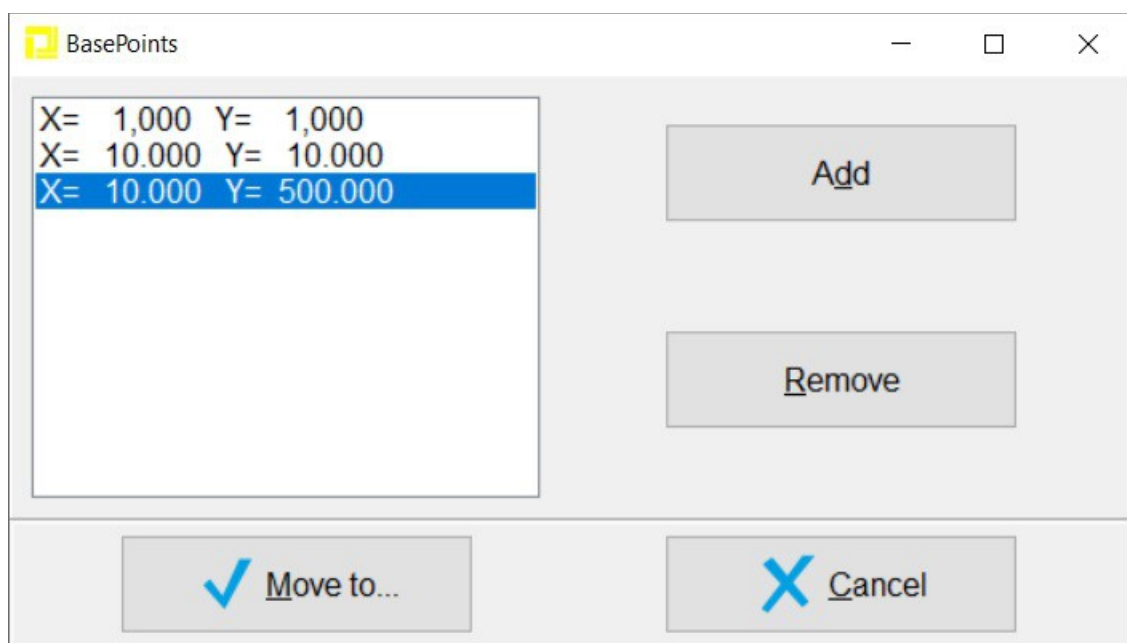 BasePoints
X= 1,000 Y= 1,000
X= 10.000 Y= 10.000
X= 10.000 Y= 500.000
Add
Remove
Move to...
Cancel